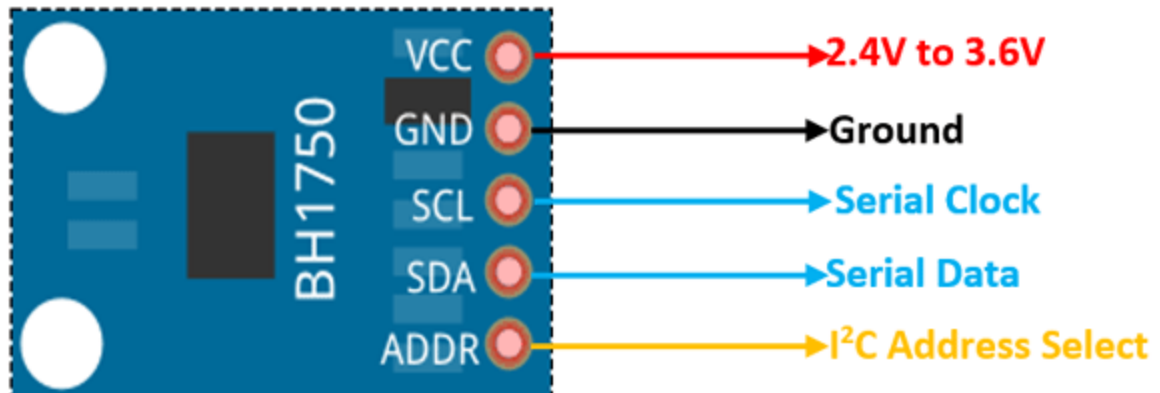 VCC 2.4V to 3.6V
GND Ground
SCL Serial Clock
SDA Serial Data
ADDR I²C Address Select
BH1750